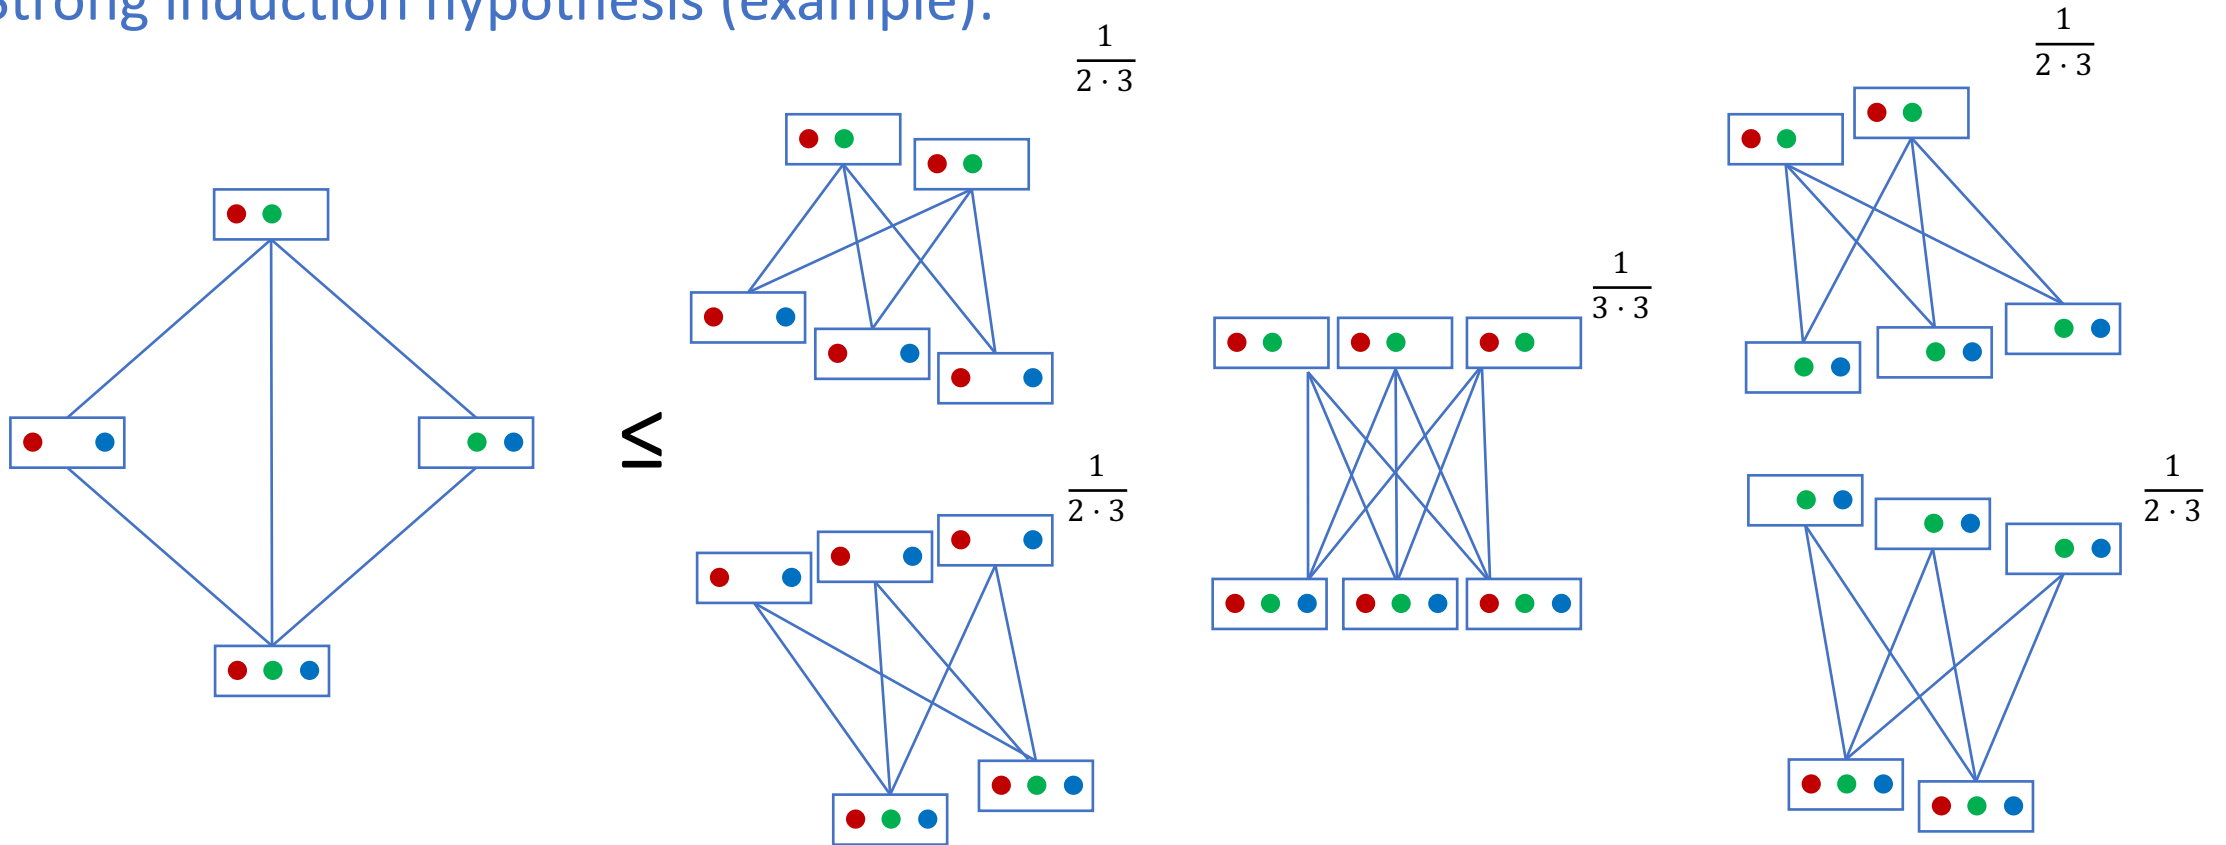 Strong induction hypothesis (example):
1
2 · 3
1
2 · 3
1
3 · 3
≤
1
2 · 3
1
2 · 3